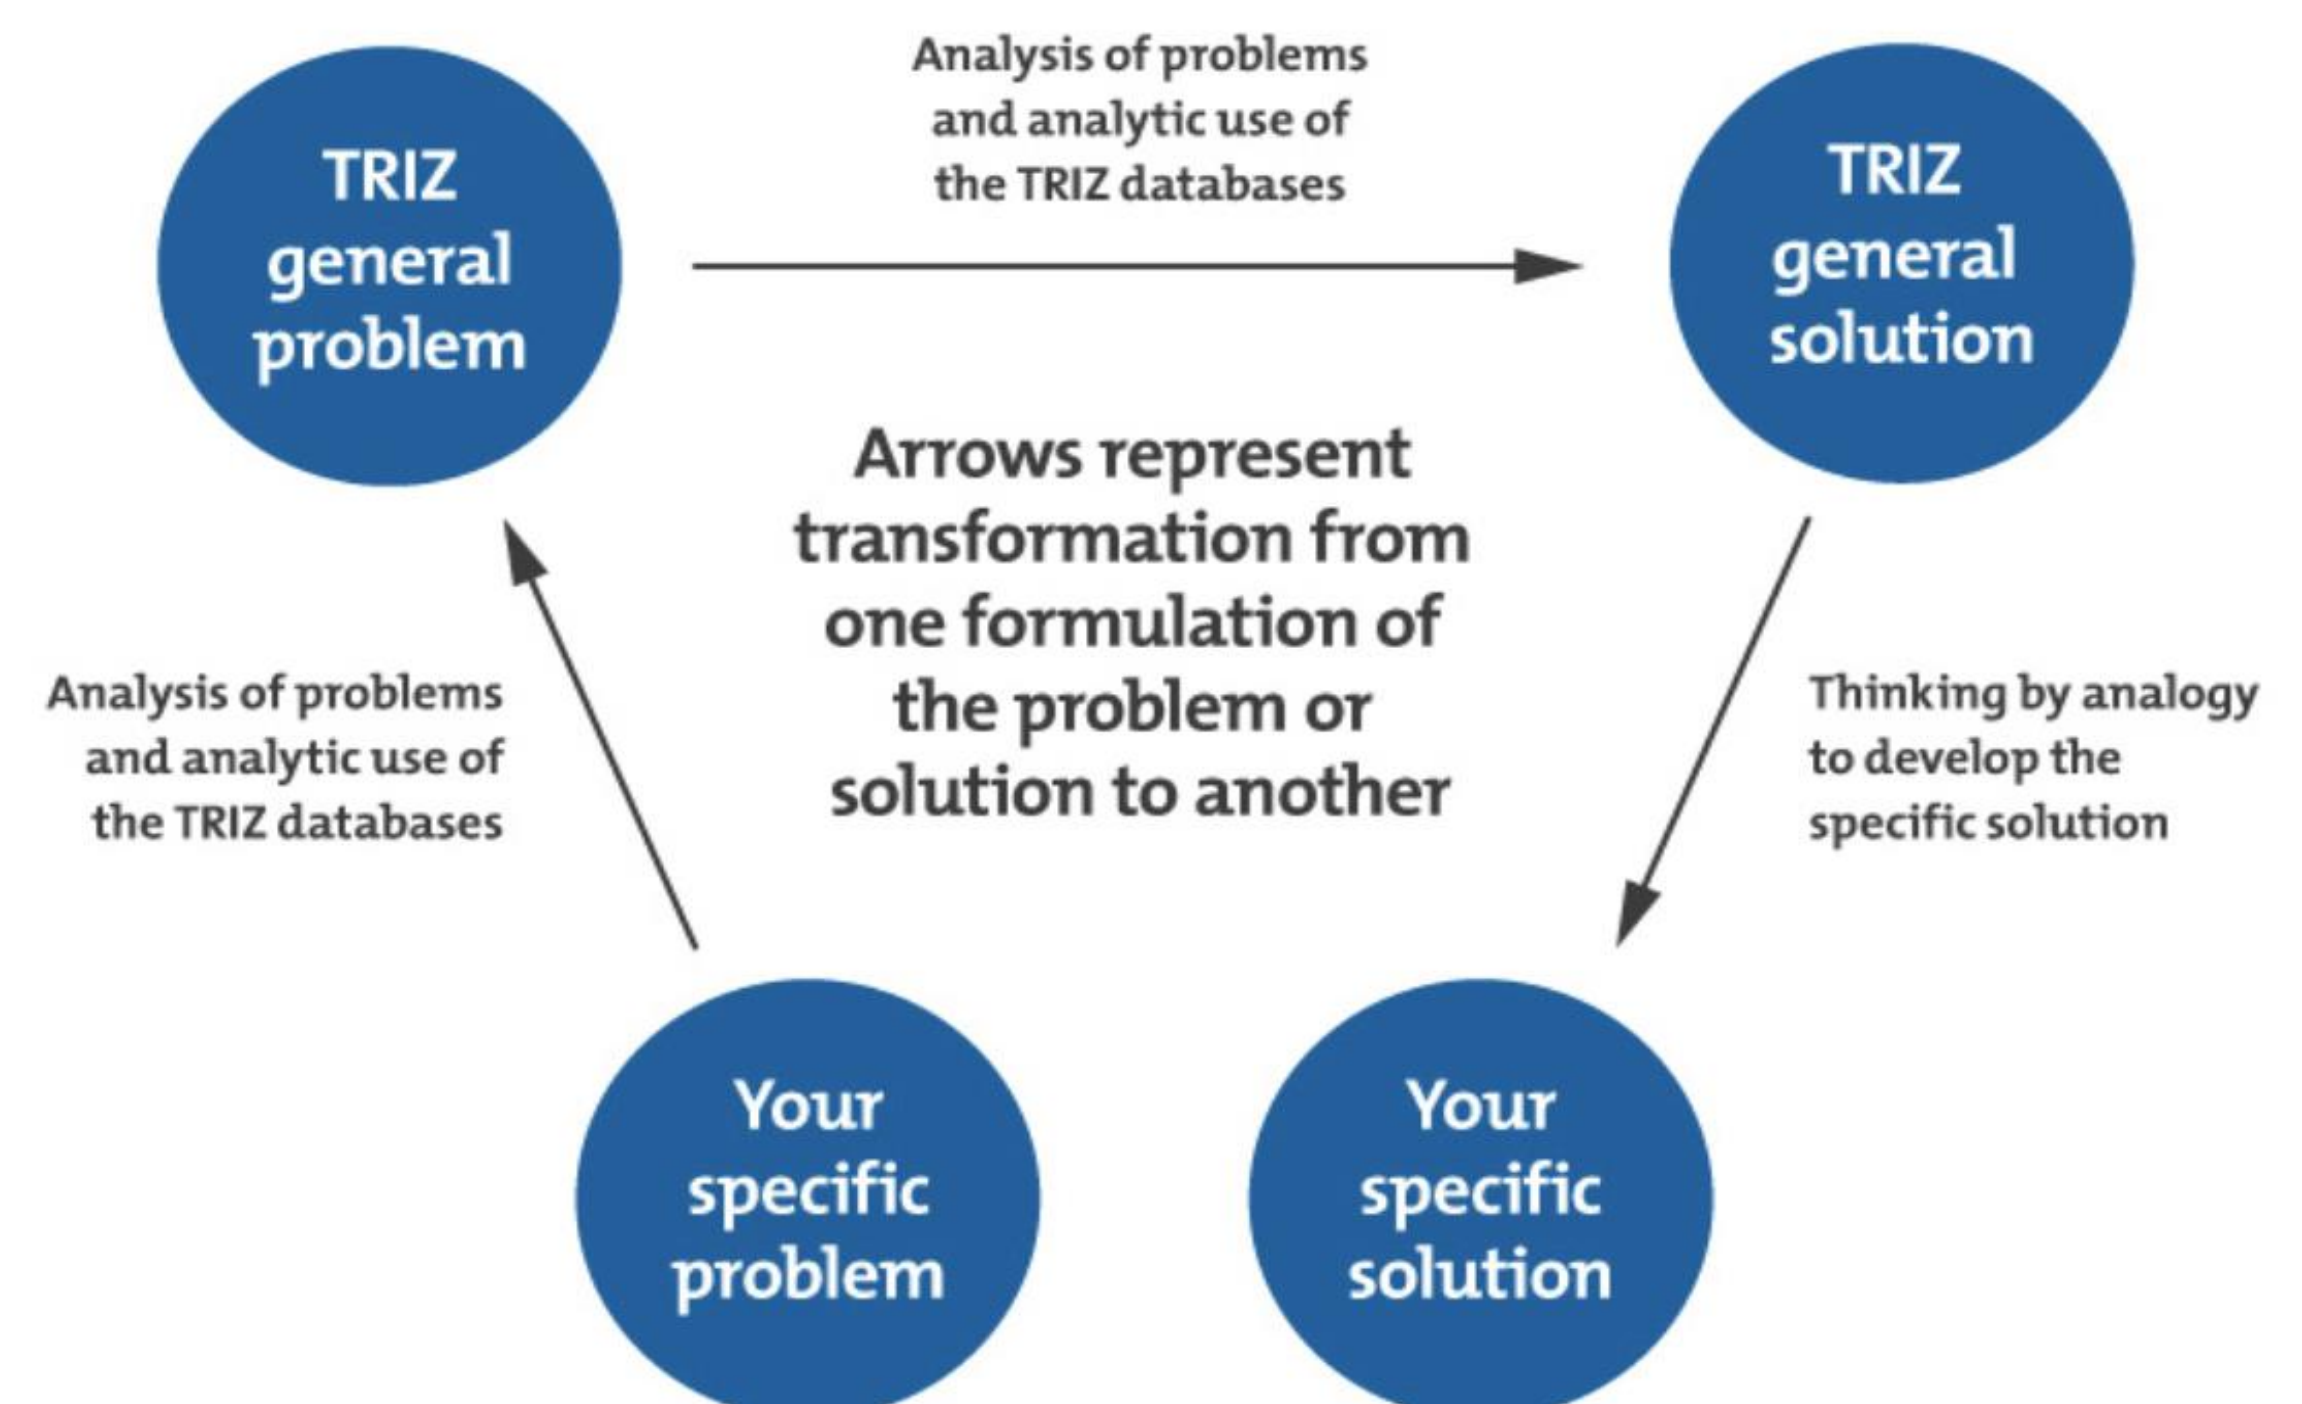 Analysis of problems
and analytic use of
the TRIZ databases
TRIZ
general
problem
TRIZ
general
solution
Arrows represent
transformation from
one formulation of
the problem or
solution to another
Analysis of problems
and analytic use of
the TRIZ databases
Thinking by analogy
to develop the
specific solution
Your
specific
problem
Your
specific
solution